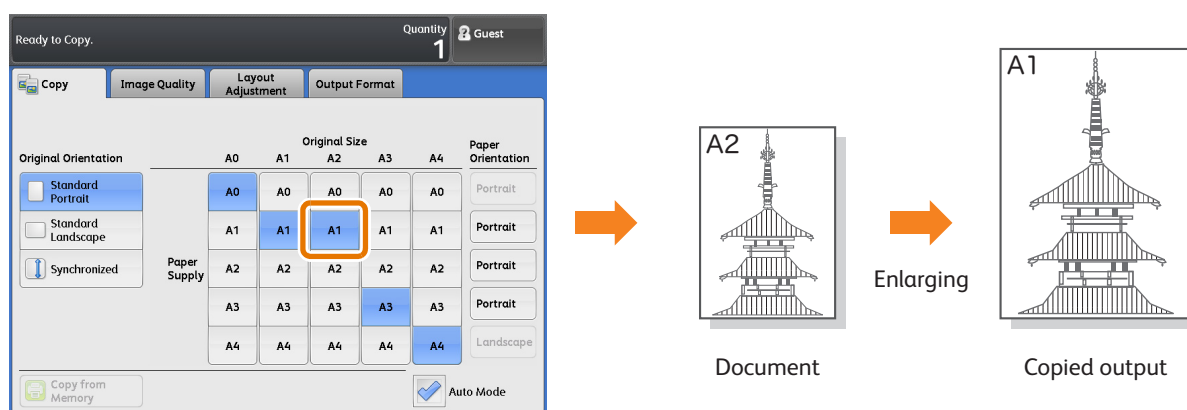 Ready to Copy.
Quantity
1
Guest
Copy
Image Quality
Layout
Adjustment
Output Format
Original Size
Original Orientation
A0 A1 A2 A3 A4
Paper
Orientation
Standard
Portrait
A0 A0 A0 A0 A0
Portrait
Standard
Landscape
A1 A1 A1 A1 A1
Portrait
Synchronized
Paper
Supply
A2 A2 A2 A2 A2
Portrait
A3 A3 A3 A3 A3
Portrait
A4 A4 A4 A4 A4
Landscape
Copy from
Memory
Auto Mode
A2
Document
Enlarging
A1
Copied output